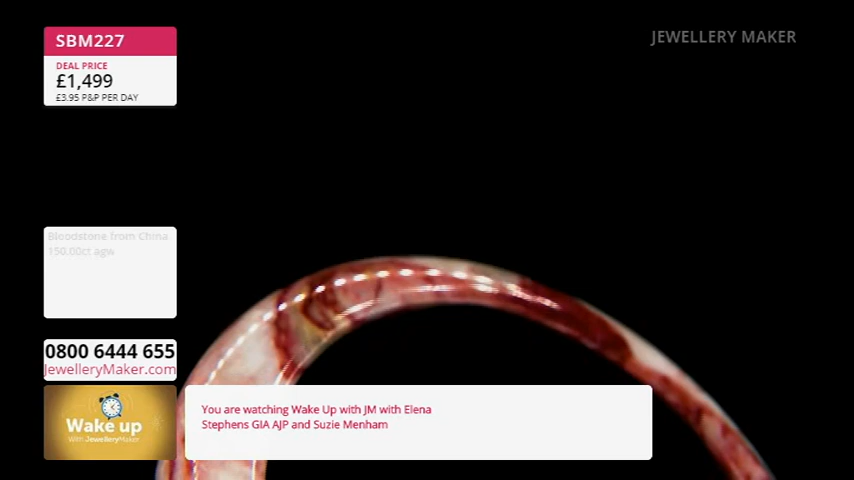 SBM227
DEAL PRICE
£1,499
£3.95 P&P PER DAY
JEWELLERY MAKER
Bloodstone from China
150.00ct agw
0800 6444 655
JewelleryMaker.com
Wake up
With JewelleryMaker
You are watching Wake Up with JM with Elena
Stephens GIA AJP and Suzie Menham